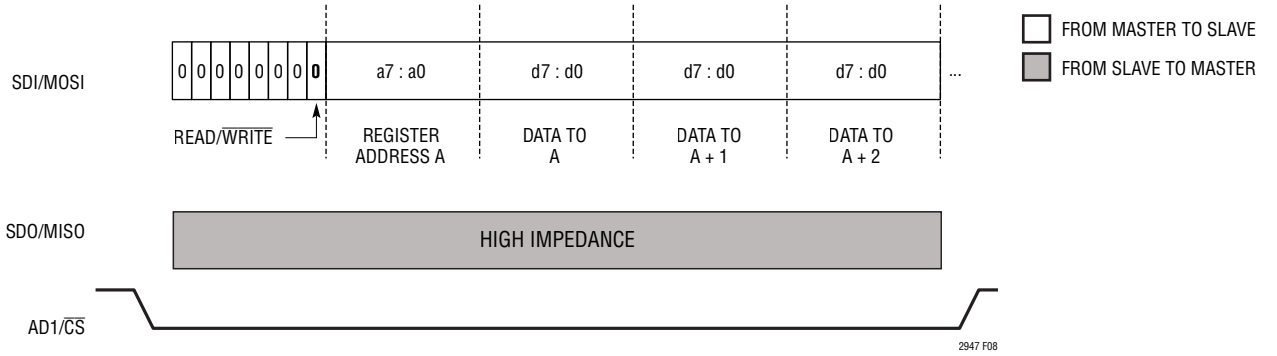 FROM MASTER TO SLAVE
FROM SLAVE TO MASTER
SDI/MOSI
0 0 0 0 0 0 0 0 a7 : a0 d7 : d0 d7 : d0 d7 : d0 ...
READ/WRITE
REGISTER ADDRESS A
DATA TO A
DATA TO A + 1
DATA TO A + 2
SDO/MISO
HIGH IMPEDANCE
AD1/CS
2947 F08